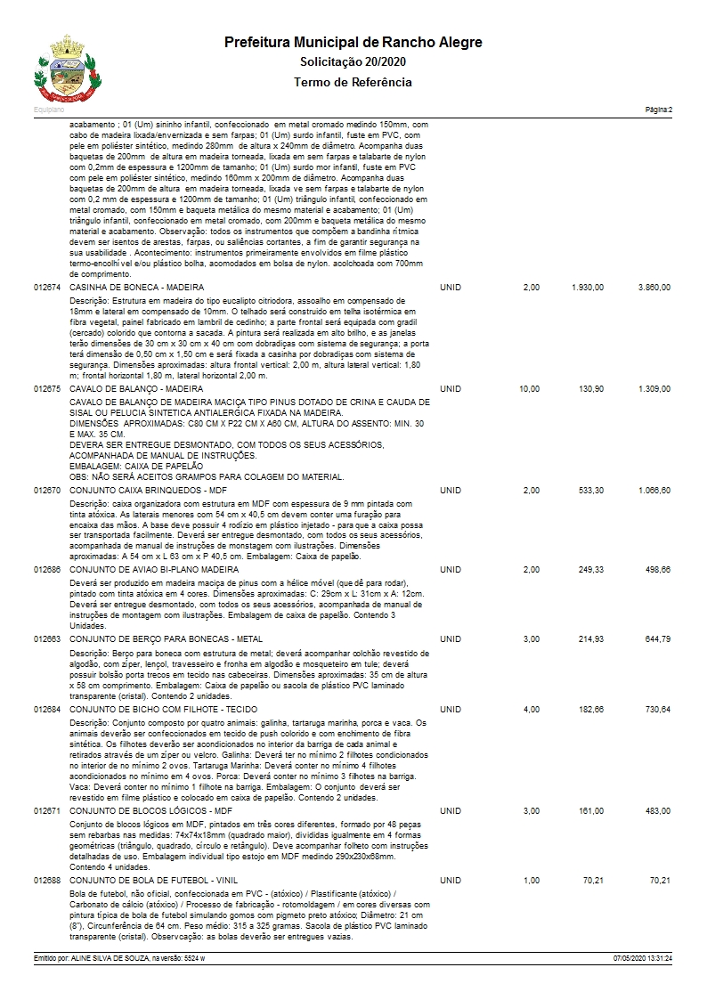 Prefeitura Municipal de Rancho Alegre
Solicitação 20/2020
Termo de Referência
Equiplano
Página:2
acabamento ; 01 (Um) sininho infantil, confeccionado em metal cromado medindo 150mm, com
cabo de madeira lixada/envernizada e sem farpas; 01 (Um) surdo infantil, fuste em PVC, com
pele em poliéster sintético, medindo 280mm de altura x 240mm de diâmetro. Acompanha duas
baquetas de 200mm de altura em madeira torneada, lixada em sem farpas e talabarte de nylon
com 0,2mm de espessura e 1200mm de tamanho; 01 (Um) surdo mor infantil, fuste em PVC
com pele em poliéster sintético, medindo 160mm x 200mm de diâmetro. Acompanha duas
baquetas de 200mm de altura em madeira torneada, lixada ve sem farpas e talabarte de nylon
com 0,2 mm de espessura e 1200mm de tamanho; 01 (Um) triângulo infantil, confeccionado em
metal cromado, com 150mm e baqueta metálica do mesmo material e acabamento; 01 (Um)
triângulo infantil, confeccionado em metal cromado, com 200mm e baqueta metálica do mesmo
material e acabamento. Observação: todos os instrumentos que compõem a bandinha rítmica
devem ser isentos de arestas, farpas, ou saliências cortantes, a fim de garantir segurança na
sua usabilidade . Acontecimento: instrumentos primeiramente envolvidos em filme plástico
termo-encolhível e/ou plástico bolha, acomodados em bolsa de nylon. acolchoada com 700mm
de comprimento.
012674 CASINHA DE BONECA - MADEIRA UNID 2,00 1.930,00 3.860,00
Descrição: Estrutura em madeira do tipo eucalipto citriodora, assoalho em compensado de
18mm e lateral em compensado de 10mm. O telhado será construido em telha isotérmica em
fibra vegetal, painel fabricado em lambril de cedinho; a parte frontal será equipada com gradil
(cercado) colorido que contorna a sacada. A pintura será realizada em alto brilho, e as janelas
terão dimensões de 30 cm x 30 cm x 40 cm com dobradiças com sistema de segurança; a porta
terá dimensão de 0,50 cm x 1,50 cm e será fixada a casinha por dobradiças com sistema de
segurança. Dimensões aproximadas: altura frontal vertical: 2,00 m, altura lateral vertical: 1,80
m; frontal horizontal 1,80 m, lateral horizontal 2,00 m.
012675 CAVALO DE BALANÇO - MADEIRA UNID 10,00 130,90 1.309,00
CAVALO DE BALANÇO DE MADEIRA MACIÇA TIPO PINUS DOTADO DE CRINA E CAUDA DE
SISAL OU PELUCIA SINTETICA ANTIALERGICA FIXADA NA MADEIRA.
DIMENSÕES APROXIMADAS: C80 CM X P22 CM X A60 CM, ALTURA DO ASSENTO: MIN. 30
E MAX. 35 CM.
DEVERA SER ENTREGUE DESMONTADO, COM TODOS OS SEUS ACESSÓRIOS,
ACOMPANHADA DE MANUAL DE INSTRUÇÕES.
EMBALAGEM: CAIXA DE PAPELÃO
OBS: NÃO SERÁ ACEITOS GRAMPOS PARA COLAGEM DO MATERIAL.
012670 CONJUNTO CAIXA BRINQUEDOS - MDF UNID 2,00 533,30 1.066,60
Descrição: caixa organizadora com estrutura em MDF com espessura de 9 mm pintada com
tinta atóxica. As laterais menores com 54 cm x 40,5 cm devem conter uma furação para
encaixa das mãos. A base deve possuir 4 rodízio em plástico injetado - para que a caixa possa
ser transportada facilmente. Deverá ser entregue desmontado, com todos os seus acessórios,
acompanhada de manual de instruções de monstagem com ilustrações. Dimensões
aproximadas: A 54 cm x L 63 cm x P 40,5 cm. Embalagem: Caixa de papelão.
012686 CONJUNTO DE AVIAO BI-PLANO MADEIRA UNID 2,00 249,33 498,66
Deverá ser produzido em madeira maciça de pinus com a hélice móvel (que dê para rodar),
pintado com tinta atóxica em 4 cores. Dimensões aproximadas: C: 29cm x L: 31cm x A: 12cm.
Deverá ser entregue desmontado, com todos os seus acessórios, acompanhada de manual de
instruções de montagem com ilustrações. Embalagem de caixa de papelão. Contendo 3
Unidades.
012663 CONJUNTO DE BERÇO PARA BONECAS - METAL UNID 3,00 214,93 644,79
Descrição: Berço para boneca com estrutura de metal; deverá acompanhar colchão revestido de
algodão, com zíper, lençol, travesseiro e fronha em algodão e mosqueteiro em tule; deverá
possuir bolsão porta trecos em tecido nas cabeceiras. Dimensões aproximadas: 35 cm de altura
x 58 cm comprimento. Embalagem: Caixa de papelão ou sacola de plástico PVC laminado
transparente (cristal). Contendo 2 unidades.
012684 CONJUNTO DE BICHO COM FILHOTE - TECIDO UNID 4,00 182,66 730,64
Descrição: Conjunto composto por quatro animais: galinha, tartaruga marinha, porca e vaca. Os
animais deverão ser confeccionados em tecido de push colorido e com enchimento de fibra
sintética. Os filhotes deverão ser acondicionados no interior da barriga de cada animal e
retirados através de um zíper ou velcro. Galinha: Deverá ter no mínimo 2 filhotes condicionados
no interior de no mínimo 2 ovos. Tartaruga Marinha: Deverá conter no mínimo 4 filhotes
acondicionados no mínimo em 4 ovos. Porca: Deverá conter no mínimo 3 filhotes na barriga.
Vaca: Deverá conter no mínimo 1 filhote na barriga. Embalagem: O conjunto deverá ser
revestido em filme plástico e colocado em caixa de papelão. Contendo 2 unidades.
012671 CONJUNTO DE BLOCOS LÓGICOS - MDF UNID 3,00 161,00 483,00
Conjunto de blocos lógicos em MDF, pintados em três cores diferentes, formado por 48 peças
sem rebarbas nas medidas: 74x74x18mm (quadrado maior), divididas igualmente em 4 formas
geométricas (triângulo, quadrado, círculo e retângulo). Deve acompanhar folheto com instruções
detalhadas de uso. Embalagem individual tipo estojo em MDF medindo 290x230x68mm.
Contendo 4 unidades.
012688 CONJUNTO DE BOLA DE FUTEBOL - VINIL UNID 1,00 70,21 70,21
Bola de futebol, não oficial, confeccionada em PVC - (atóxico) / Plastificante (atóxico) /
Carbonato de cálcio (atóxico) / Processo de fabricação - rotomoldagem / em cores diversas com
pintura típica de bola de futebol simulando gomos com pigmeto preto atóxico; Diâmetro: 21 cm
(8"), Circunferência de 64 cm. Peso médio: 315 a 325 gramas. Sacola de plástico PVC laminado
transparente (cristal). Observcação: as bolas deverão ser entregues vazias.
Emitido por: ALINE SILVA DE SOUZA, na versão: 5524 w
07/05/2020 13:31:24